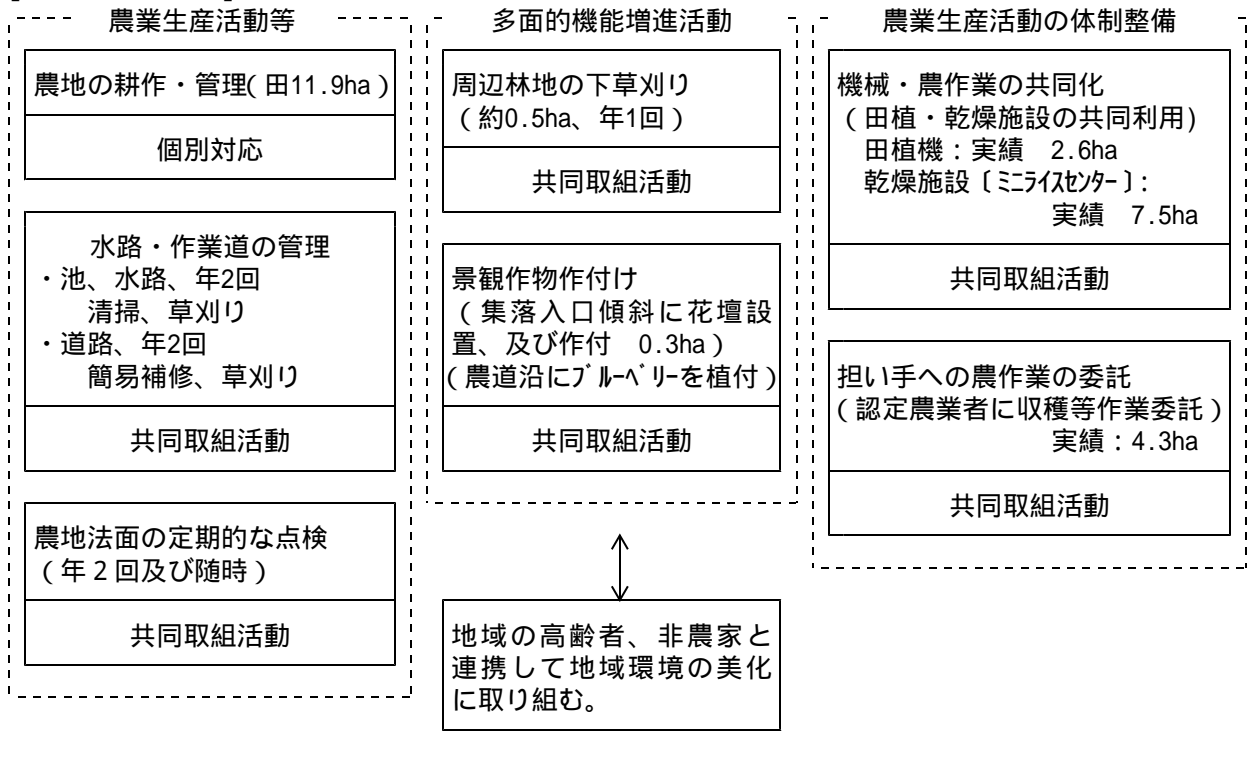 農業生産活動等
農地の耕作・管理(田11.9ha)
個別対応
水路・作業道の管理
・池、水路、年2回
清掃、草刈り
・道路、年2回
簡易補修、草刈り
共同取組活動
農地法面の定期的な点検
(年2回及び随時)
共同取組活動
多面的機能増進活動
周辺林地の下草刈り
(約0.5ha、年1回)
共同取組活動
景観作物作付け
(集落入口傾斜に花壇設
置、及び作付 0.3ha)
(農道沿にブルーベリーを植付)
共同取組活動
地域の高齢者、非農家と
連携して地域環境の美化
に取り組む。
農業生産活動の体制整備
機械・農作業の共同化
(田植・乾燥施設の共同利用)
田植機:実績 2.6ha
乾燥施設〔ミニライスセンター〕:
実績 7.5ha
共同取組活動
担い手への農作業の委託
(認定農業者に収穫等作業委託)
実績:4.3ha
共同取組活動